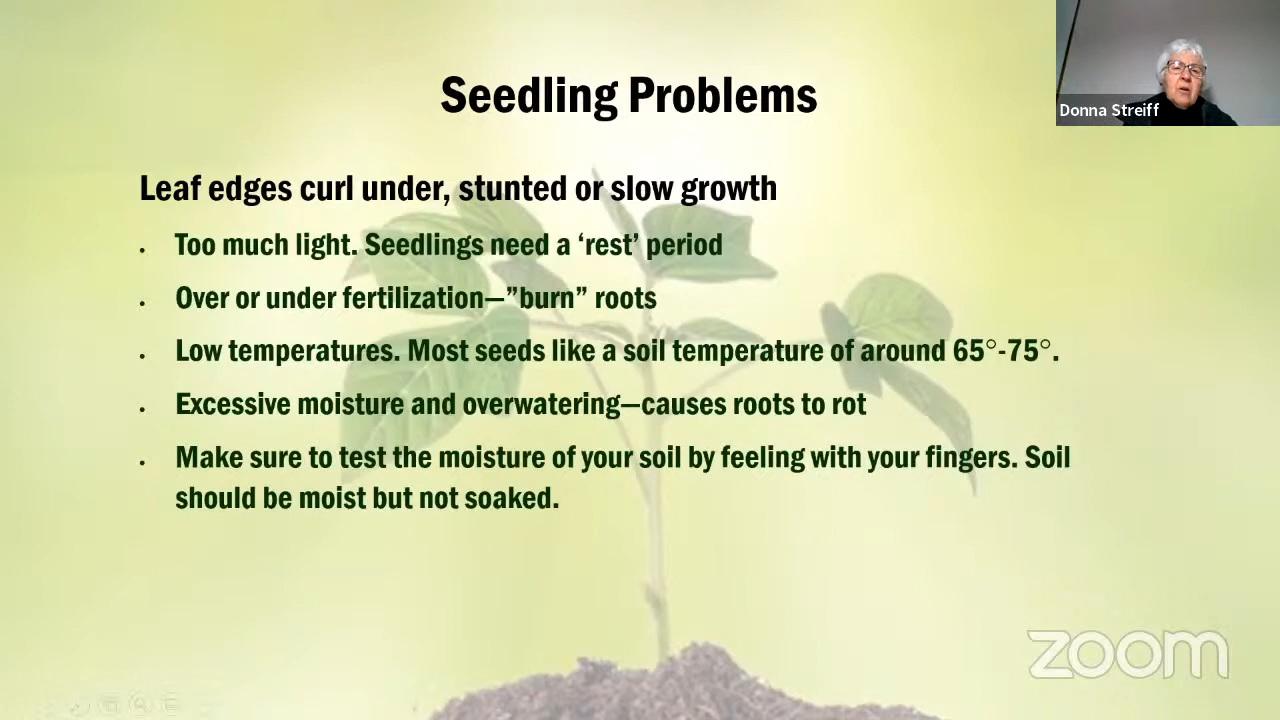 Seedling Problems
Donna Streiff
Leaf edges curl under, stunted or slow growth
• Too much light. Seedlings need a ‘rest’ period
• Over or under fertilization—”burn” roots
• Low temperatures. Most seeds like a soil temperature of around 65°-75°.
• Excessive moisture and overwatering—causes roots to rot
• Make sure to test the moisture of your soil by feeling with your fingers. Soil
should be moist but not soaked.
zoom